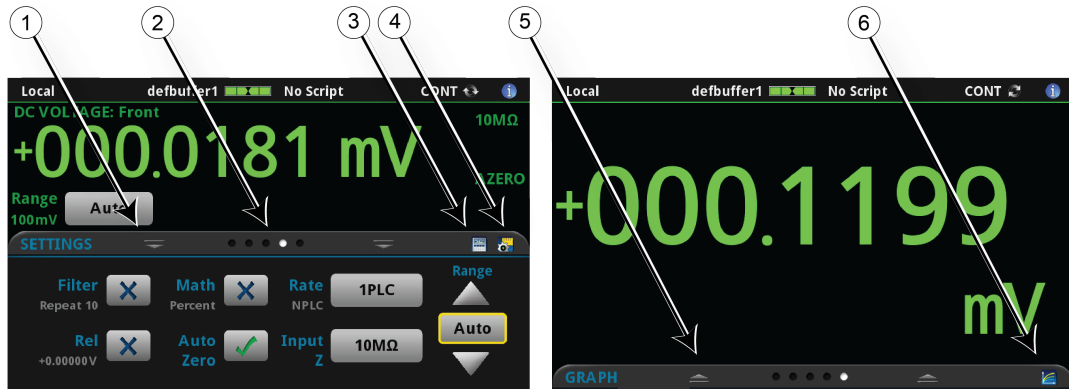 1 2 3 4 5 6
Local defbuffer1 No Script CONT
DC VOLTAGE: Front
10MΩ
+000.0181 mV
AZERO
Range
100mV Auto
SETTINGS
Filter Repeat 10
Math Percent
Rate NPLC 1PLC
Range
Auto
Rel +0.00000V
Auto Zero
Input Z 10MΩ
Local defbuffer1 No Script CONT
+000.1199
mV
GRAPH